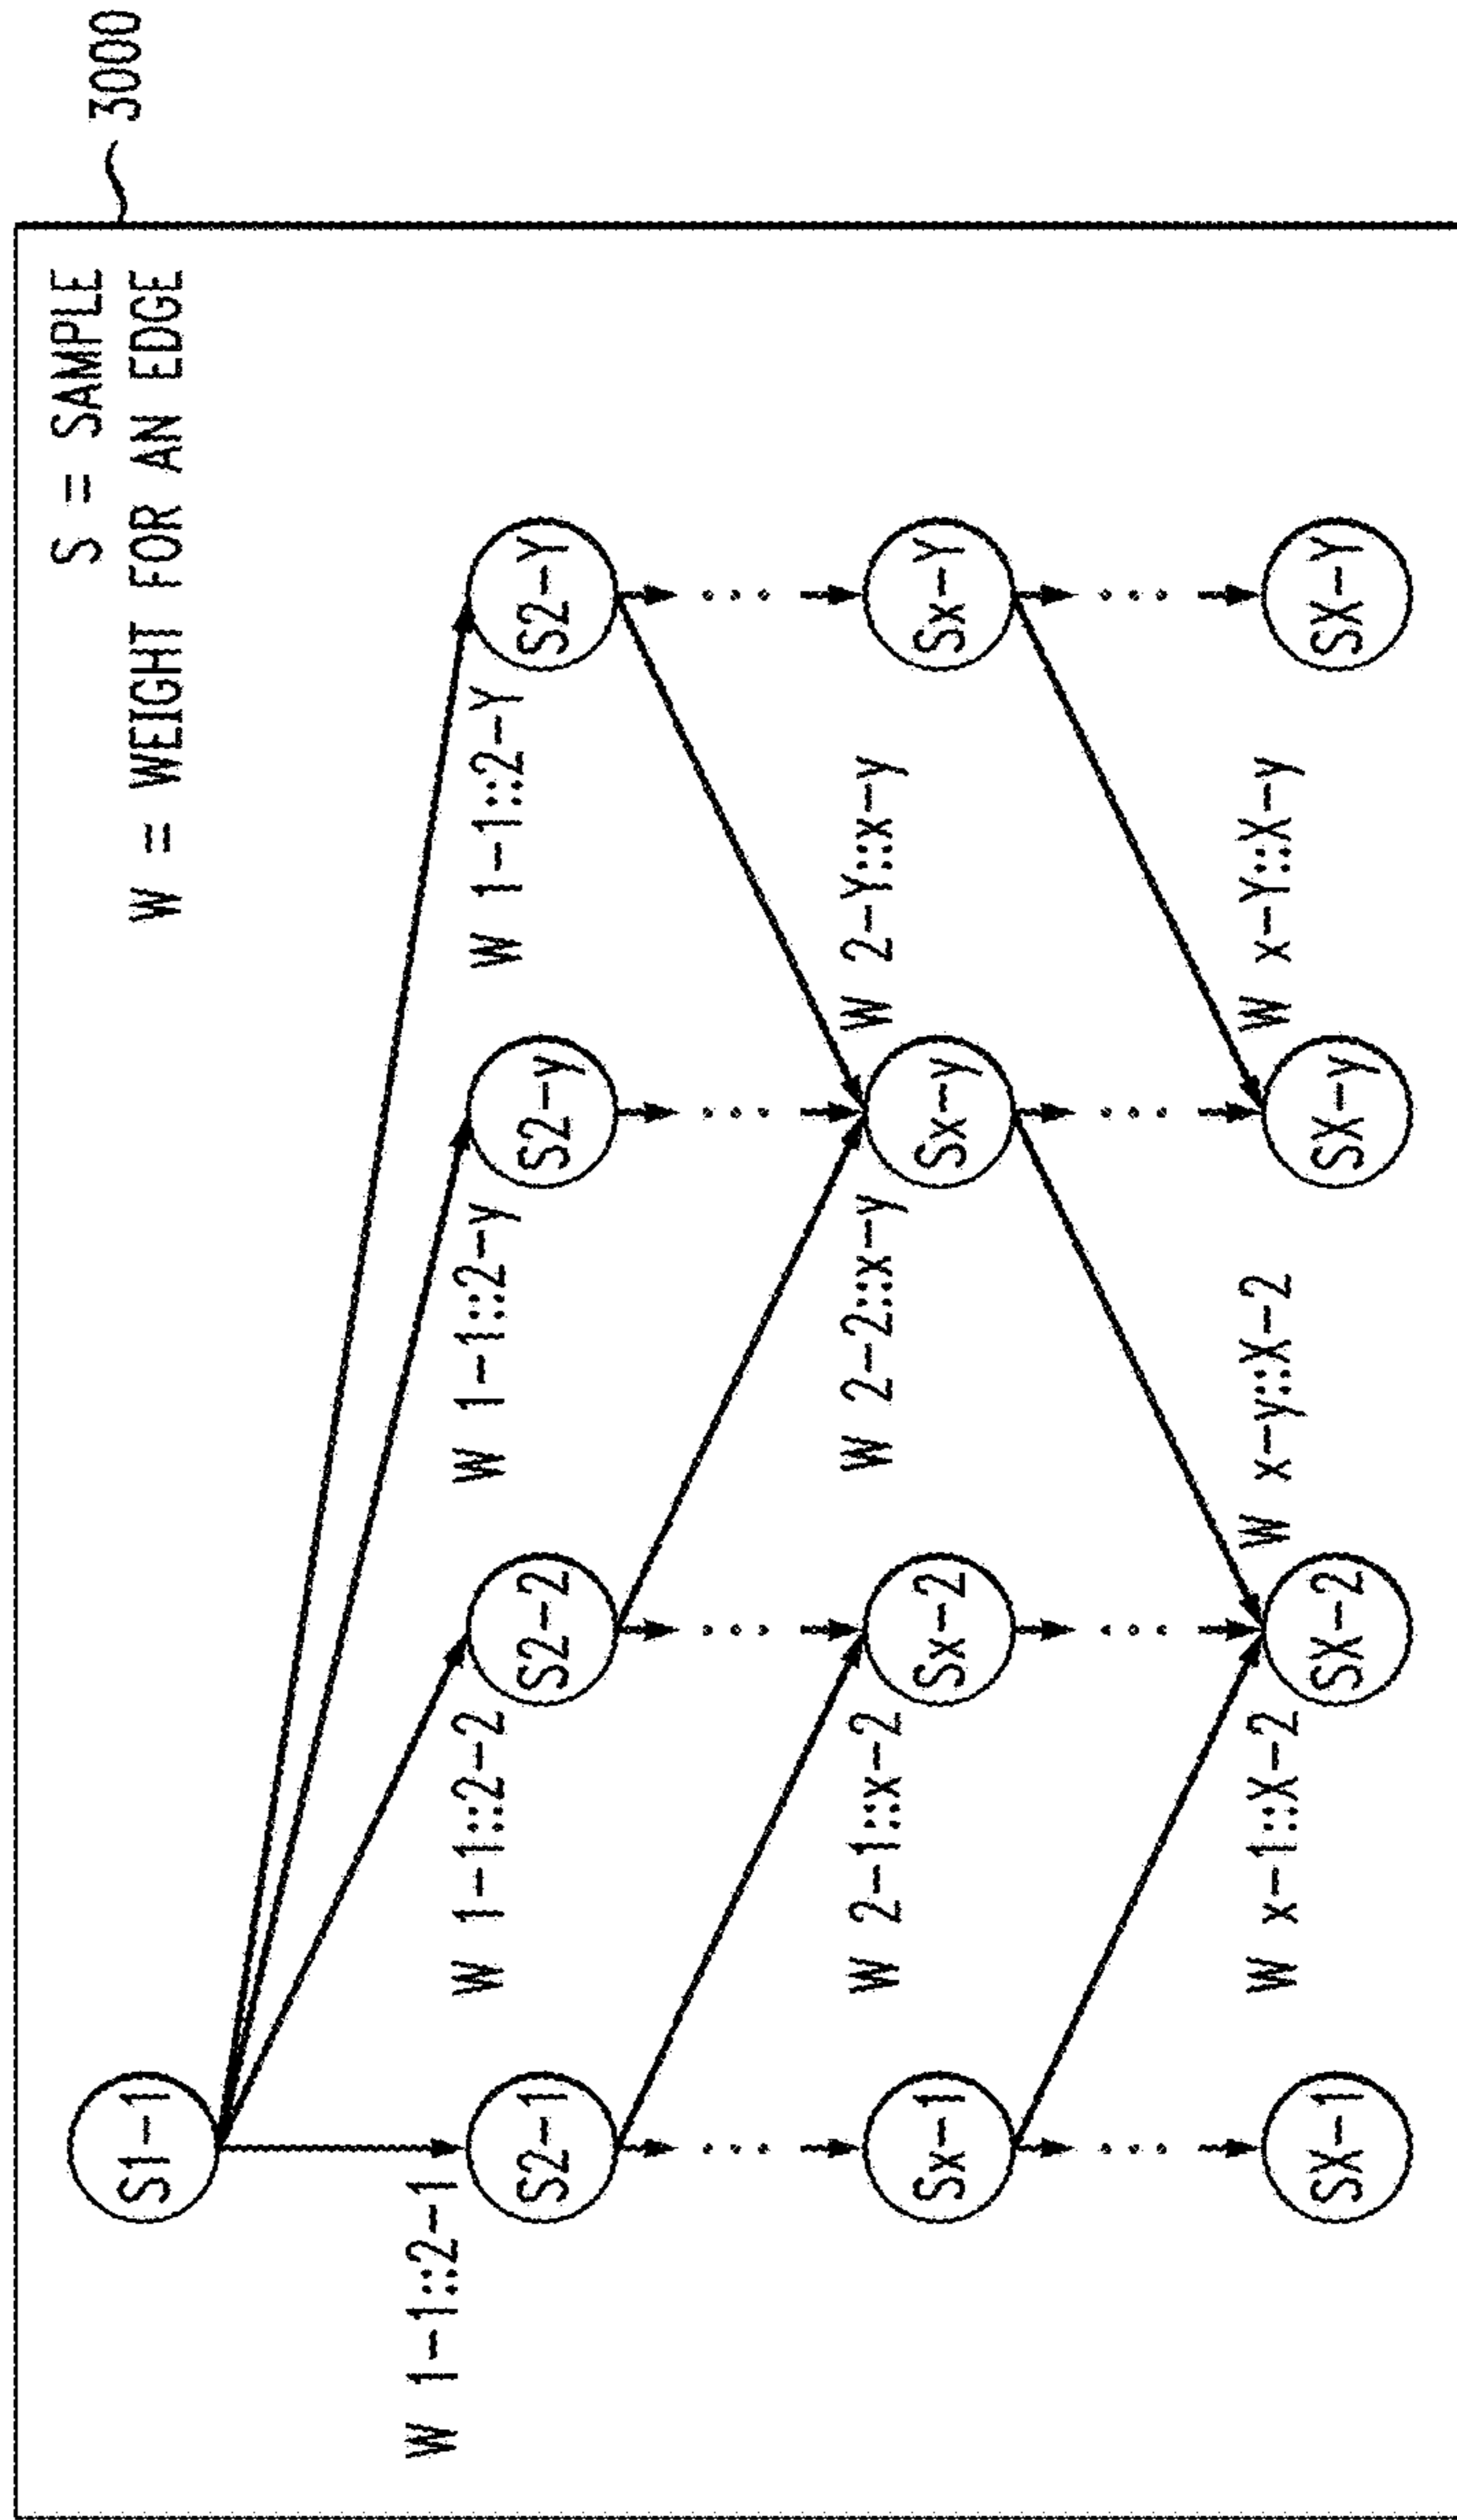 3000
S = SAMPLE
W = WEIGHT FOR AN EDGE
S1-1
W 1-1::2-1
W 1-1::2-2
W 1-1::2-y
W 1-1::2-Y
S2-1
S2-2
S2-y
S2-Y
W 2-1::x-2
W 2-2::x-y
W 2-Y::x-y
Sx-1
Sx-2
Sx-y
Sx-Y
W x-1::X-2
W x-y::X-2
W x-Y::X-y
SX-1
SX-2
SX-y
SX-Y